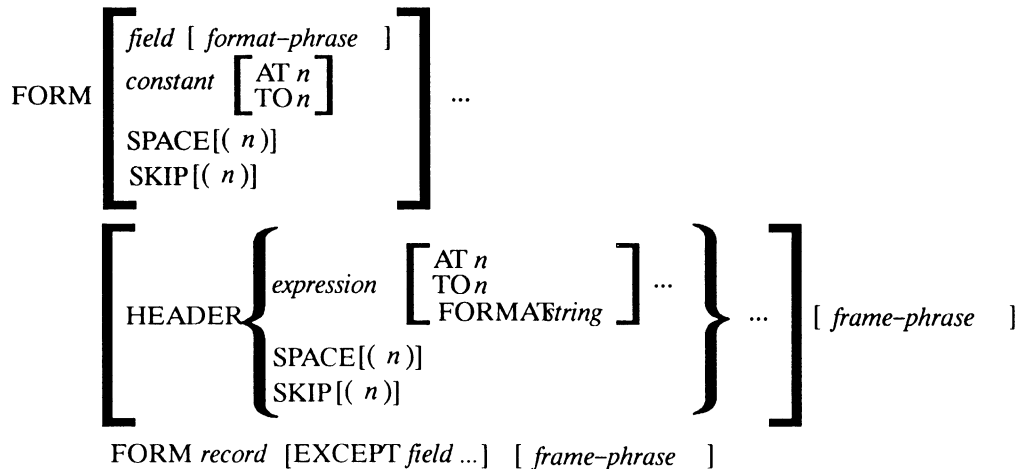 field [ format–phrase ]
constant [ AT n
TO n ]
FORM ...
SPACE[( n )]
SKIP[( n )]
AT n
expression TO n ...
FORMAT string
HEADER ... [ frame–phrase ]
SPACE[( n )]
SKIP[( n )]
FORM record [EXCEPT field ...] [ frame–phrase ]